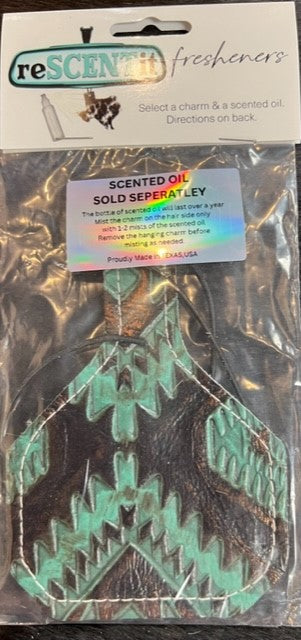 reSCENTit fresheners
Select a charm & a scented oil.
Directions on back.
SCENTED OIL
SOLD SEPERATLEY
The bottle of scented oil will last over a year
Mist the charm on the hair side only
with 1-2 mists of the scented oil.
Remove the hanging charm before
misting as needed.
Proudly Made in TEXAS,USA